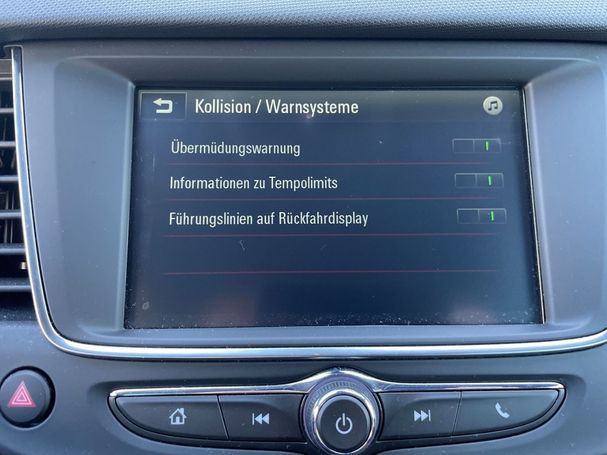 Kollision / Warnsysteme
Übermüdungswarnung
Informationen zu Tempolimits
Führungslinien auf Rückfahrdisplay